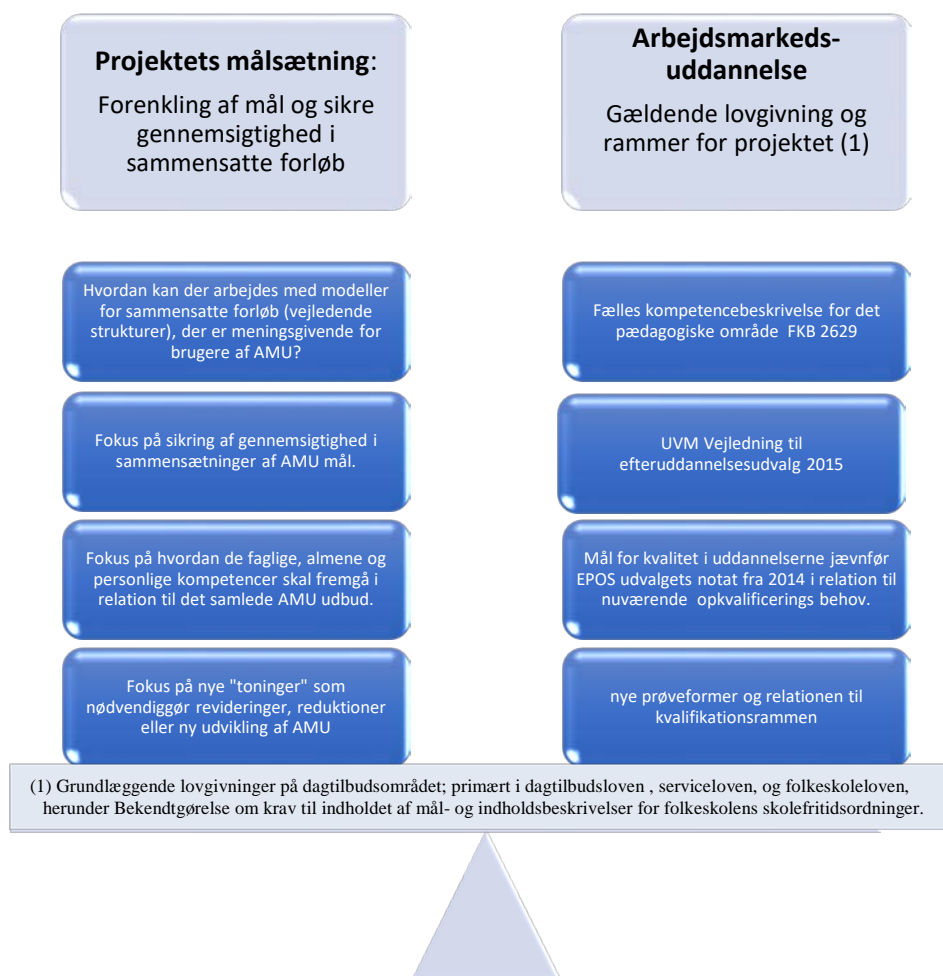 Projektets målsætning:
Forenkling af mål og sikre
gennemsigtighed i
sammensatte forløb
Hvordan kan der arbejdes med modeller
for sammensatte forløb (vejledende
strukturer), der er meningsgivende for
brugere af AMU?
Fokus på sikring af gennemsigtighed i
sammensætninger af AMU mål.
Fokus på hvordan de faglige, almene og
personlige kompetencer skal fremgå i
relation til det samlede AMU udbud.
Fokus på nye "toninger" som
nødvendiggør revideringer, reduktioner
eller ny udvikling af AMU
Arbejdsmarkeds-
uddannelse
Gældende lovgivning og
rammer for projektet (1)
Fælles kompetencebeskrivelse for det
pædagogiske område FKB 2629
UVM Vejledning til
efteruddannelsesudvalg 2015
Mål for kvalitet i uddannelserne jævnfør
EPOS udvalgets notat fra 2014 i relation til
nuværende opkvalificerings behov.
nye prøveformer og relationen til
kvalifikationsrammen
(1) Grundlæggende lovgivninger på dagtilbudsområdet; primært i dagtilbudsloven , serviceloven, og folkeskoleloven,
herunder Bekendtgørelse om krav til indholdet af mål- og indholdsbeskrivelser for folkeskolens skolefritidsordninger.